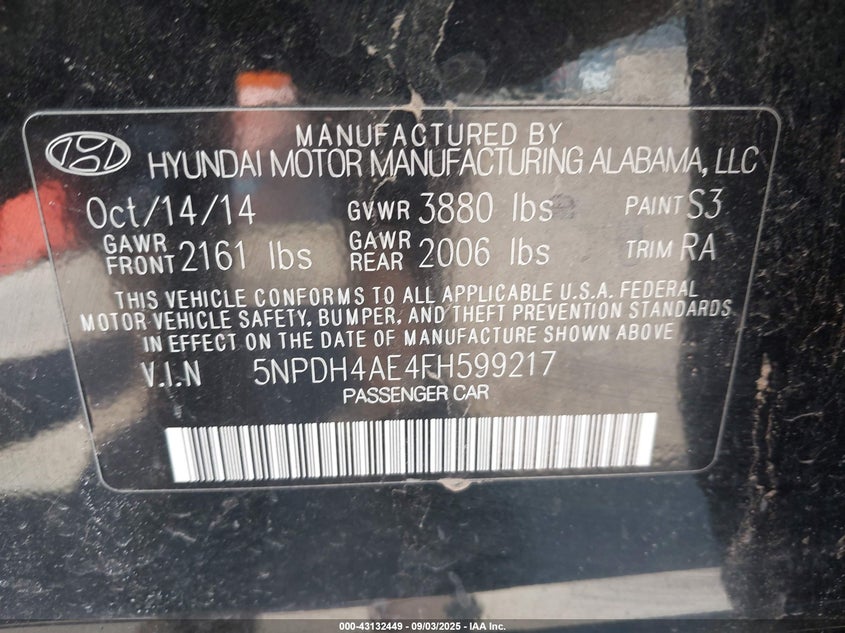 MANUFACTURED BY
HYUNDAI MOTOR MANUFACTURING ALABAMA, LLC
Oct/14/14 GVWR 3880 lbs PAINT S3
GAWR FRONT 2161 lbs GAWR REAR 2006 lbs TRIM RA
THIS VEHICLE CONFORMS TO ALL APPLICABLE U.S.A. FEDERAL
MOTOR VEHICLE SAFETY, BUMPER, AND THEFT PREVENTION STANDARDS
IN EFFECT ON THE DATE OF MANUFACTURE SHOWN ABOVE
V.I.N 5NPDH4AE4FH599217
PASSENGER CAR
000-43132449 - 09/03/2025 - IAA Inc.